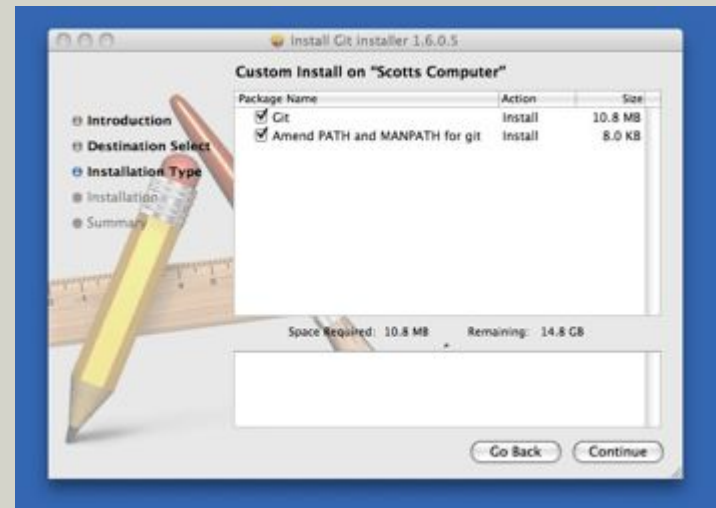 Install Git installer 1.6.0.5
Custom Install on "Scotts Computer"
Introduction
Destination Select
Installation Type
Installation
Summary
Package Name Action Size
Git Install 10.8 MB
Amend PATH and MANPATH for git Install 8.0 KB
Space Required: 10.8 MB Remaining: 14.8 GB
Go Back Continue